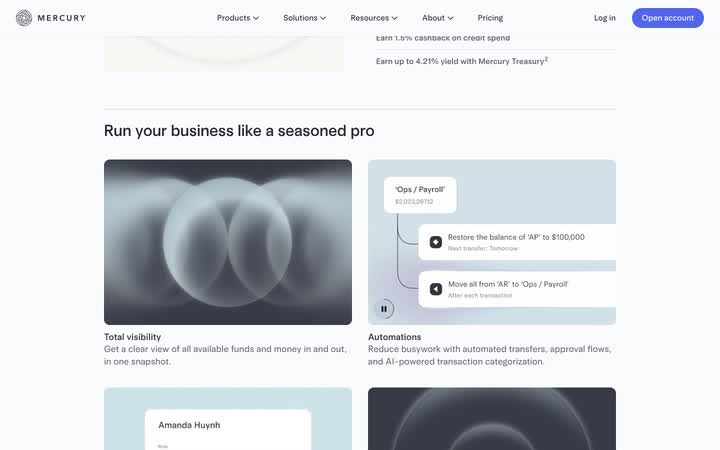 MERCURY
Products
Solutions
Resources
About
Pricing
Log in
Open account
Earn 1.5% cashback on credit spend
Earn up to 4.21% yield with Mercury Treasury²
Run your business like a seasoned pro
'Ops / Payroll'
$2,023,267.12
Restore the balance of 'AP' to $100,000
Next transfer: Tomorrow
Move all from 'AR' to 'Ops / Payroll'
After each transaction
Total visibility
Get a clear view of all available funds and money in and out,
in one snapshot.
Automations
Reduce busywork with automated transfers, approval flows,
and AI-powered transaction categorization.
Amanda Huynh
Role